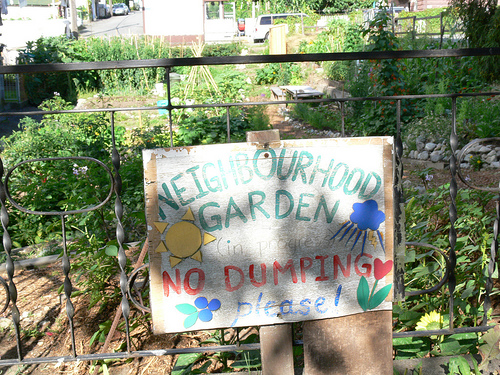 NEIGHBOURHOOD
GARDEN
(in progress
NO DUMPING
please!